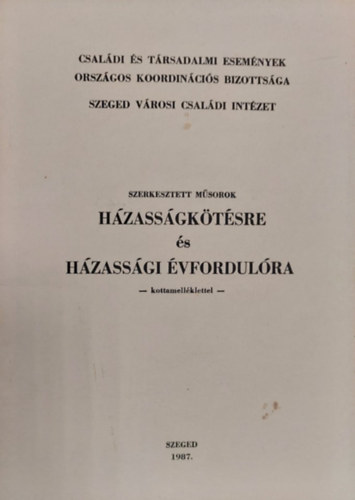 CSALÁDI ÉS TÁRSADALMI ESEMÉNYEK
ORSZÁGOS KOORDINÁCIÓS BIZOTTSÁGA
SZEGED VÁROSI CSALÁDI INTÉZET
SZERKESZTETT MŰSOROK
HÁZASSÁGKÖTÉSRE
és
HÁZASSÁGI ÉVFORDULÓRA
— kottamelléklettel —
SZEGED
1987.